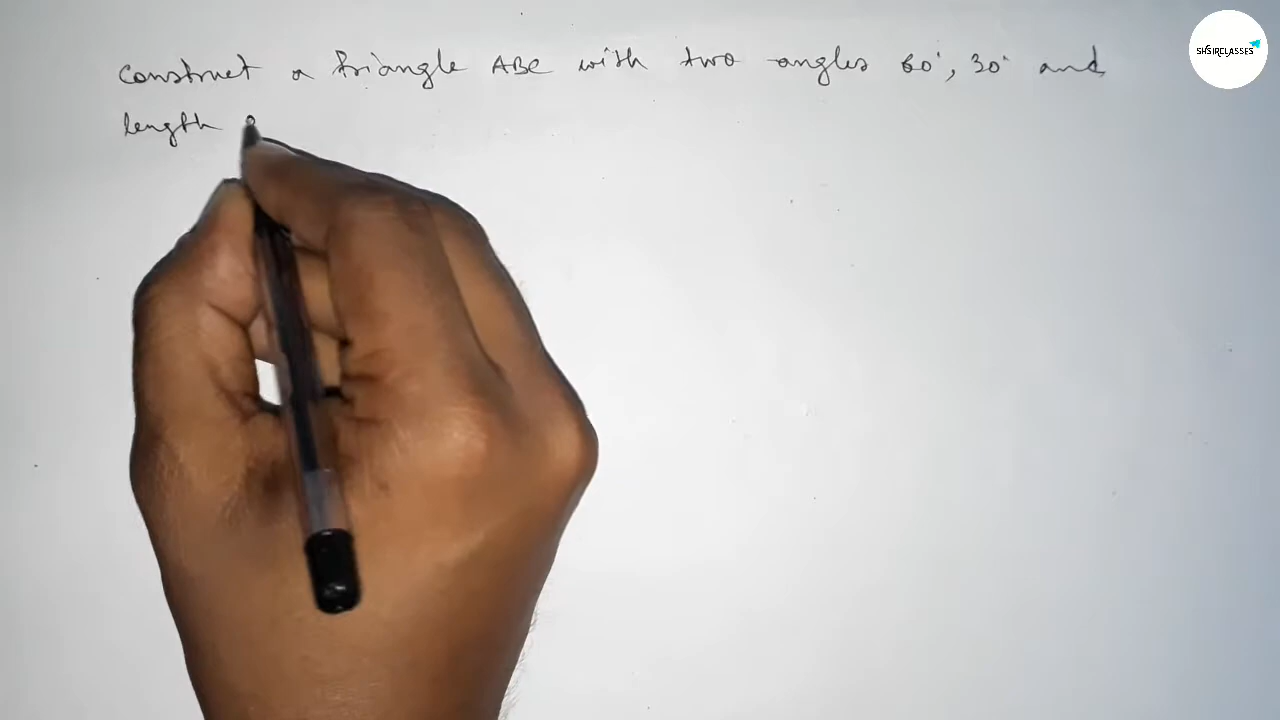 construct a triangle ABC with two angles 60°, 30° and
length
SHSIRCLASSES